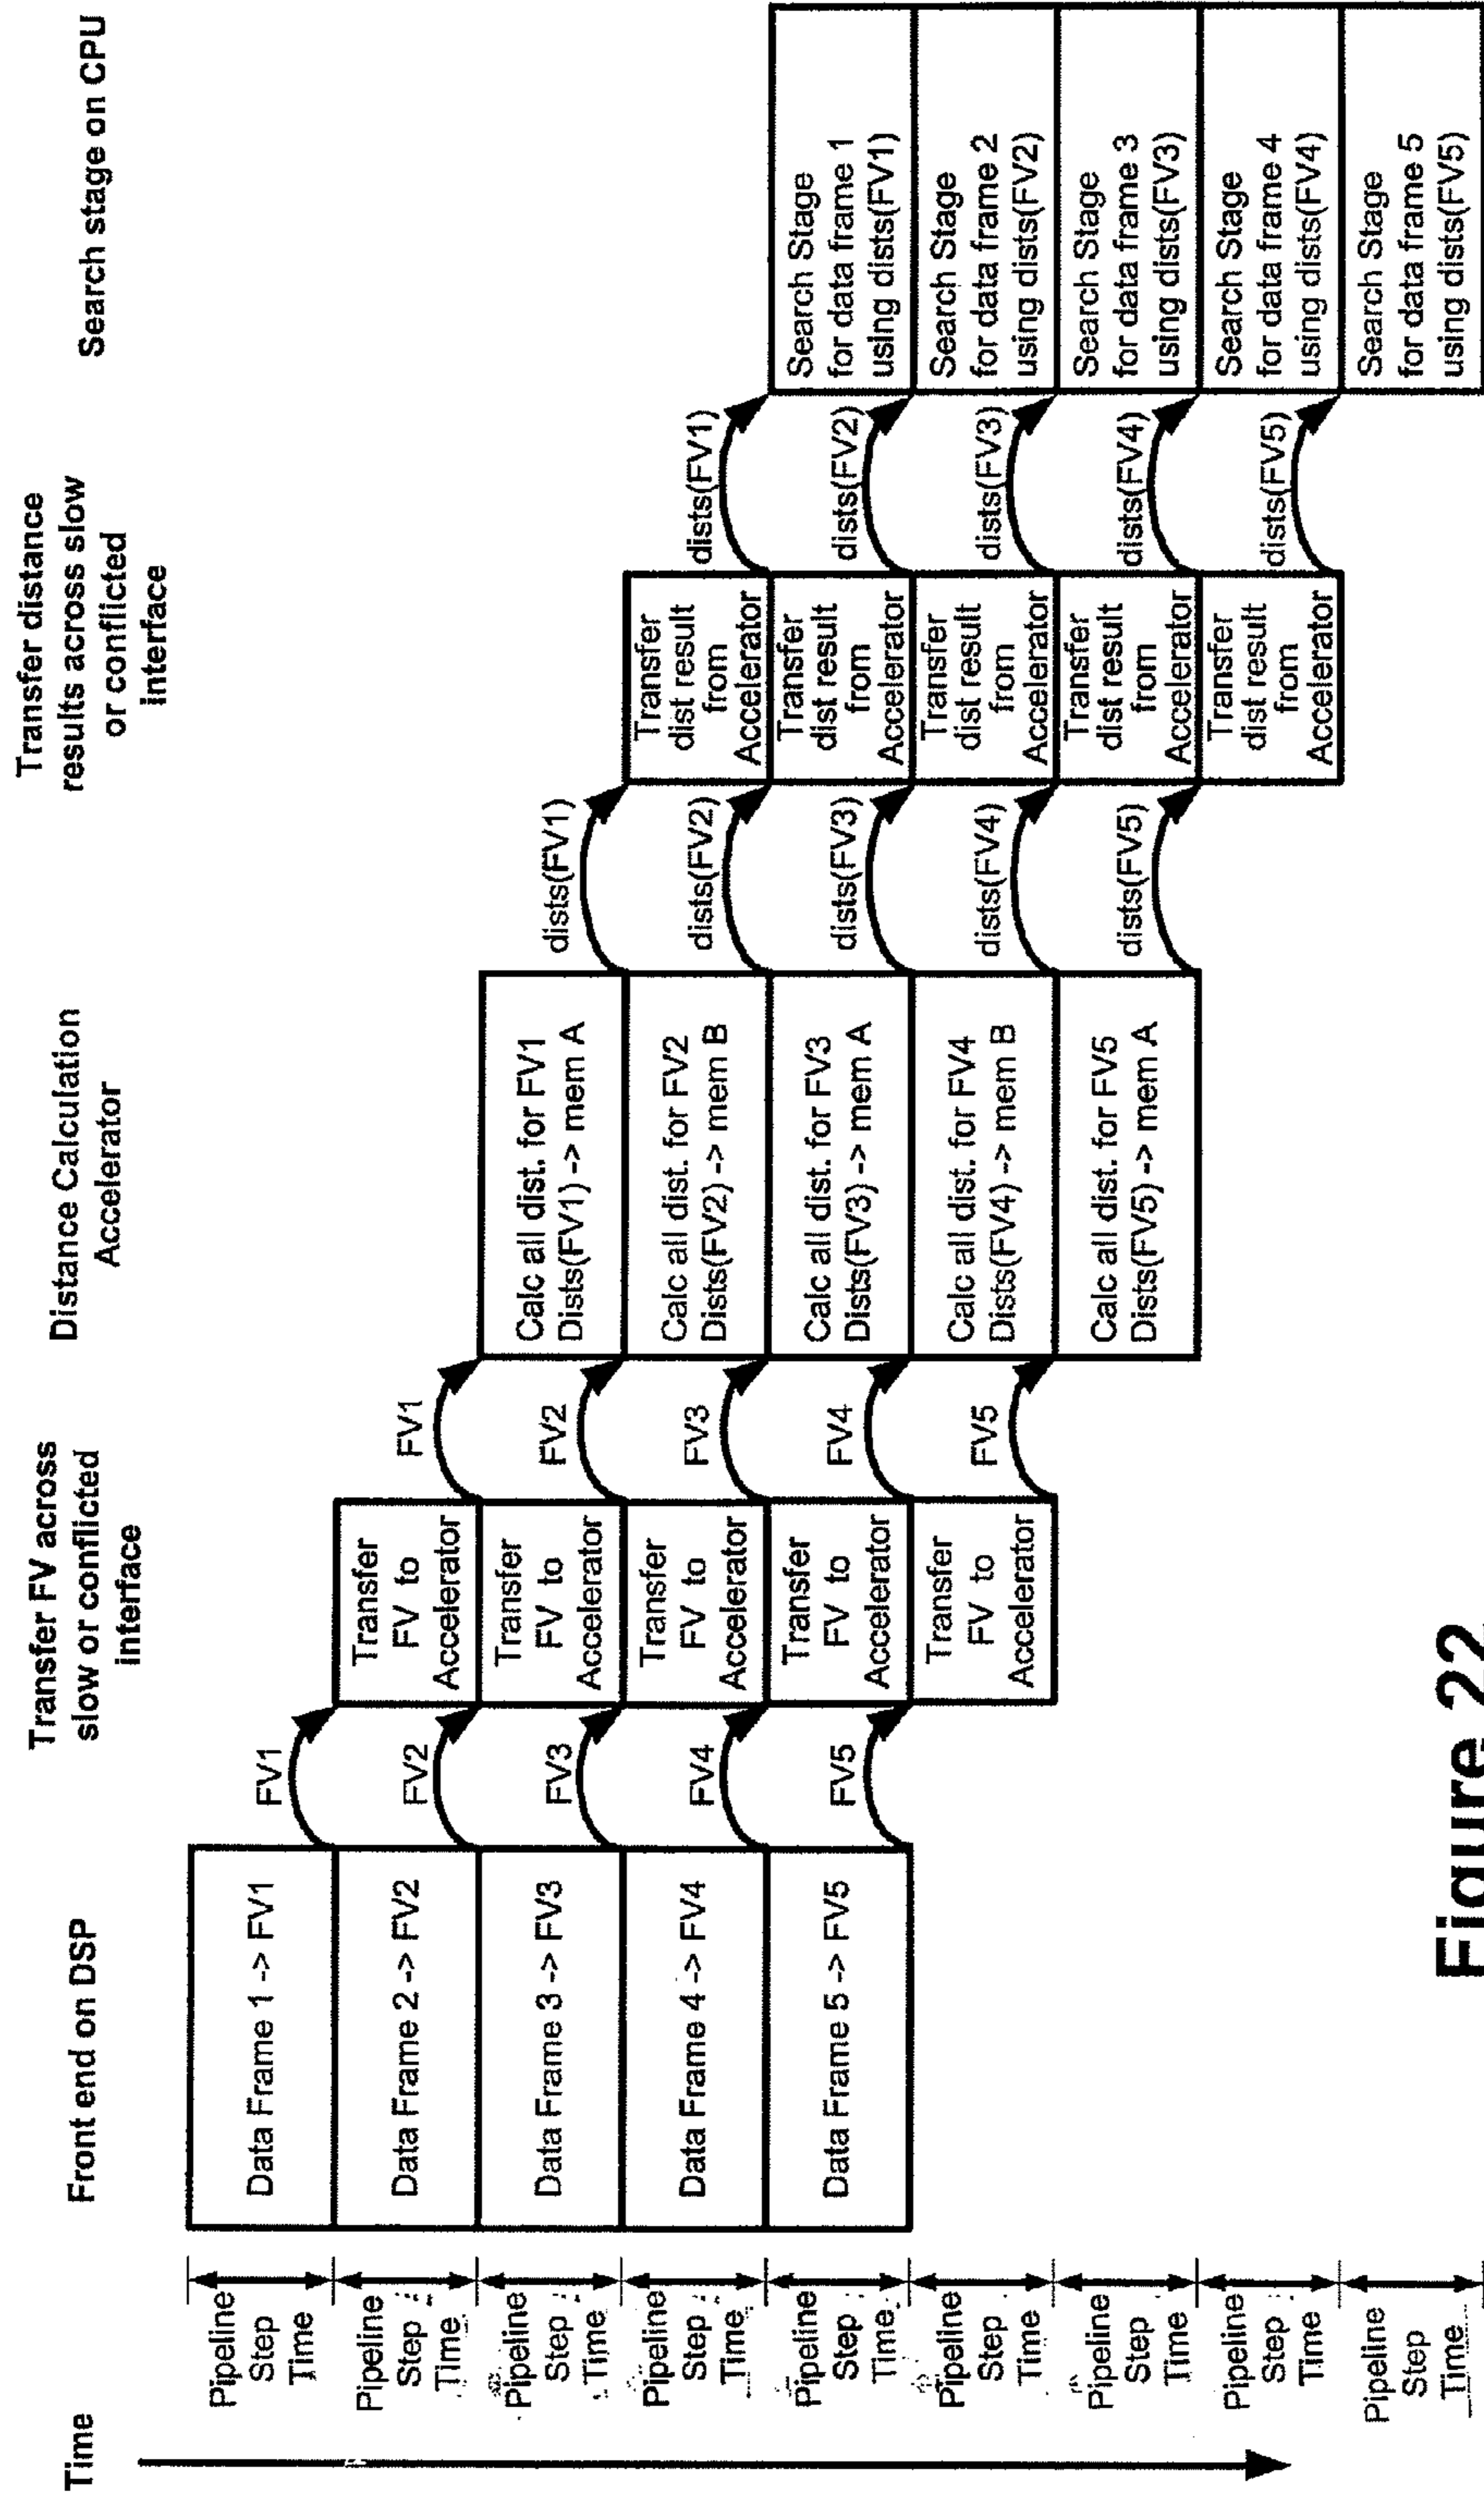 Time
Front end on DSP
Transfer FV across
slow or conflicted
interface
Distance Calculation
Accelerator
Transfer distance
results across slow
or conflicted
interface
Search stage on CPU
Pipeline
Step
Time
Pipeline
Step
Time
Pipeline
Step
Time
Pipeline
Step
Time
Pipeline
Step
Time
Pipeline
Step
Time
Pipeline
Step
Time
Pipeline
Step
Time
Pipeline
Step
Time
Data Frame 1 -> FV1
Data Frame 2 -> FV2
Data Frame 3 -> FV3
Data Frame 4 -> FV4
Data Frame 5 -> FV5
FV1
FV2
FV3
FV4
FV5
Transfer
FV to
Accelerator
Transfer
FV to
Accelerator
Transfer
FV to
Accelerator
Transfer
FV to
Accelerator
Transfer
FV to
Accelerator
FV1
FV2
FV3
FV4
FV5
Calc all dist. for FV1
Dists(FV1) -> mem A
Calc all dist. for FV2
Dists(FV2) -> mem B
Calc all dist. for FV3
Dists(FV3) -> mem A
Calc all dist. for FV4
Dists(FV4) -> mem B
Calc all dist. for FV5
Dists(FV5) -> mem A
dists(FV1)
dists(FV2)
dists(FV3)
dists(FV4)
dists(FV5)
Transfer
dist result
from
Accelerator
Transfer
dist result
from
Accelerator
Transfer
dist result
from
Accelerator
Transfer
dist result
from
Accelerator
Transfer
dist result
from
Accelerator
dists(FV1)
dists(FV2)
dists(FV3)
dists(FV4)
dists(FV5)
Search Stage
for data frame 1
using dists(FV1)
Search Stage
for data frame 2
using dists(FV2)
Search Stage
for data frame 3
using dists(FV3)
Search Stage
for data frame 4
using dists(FV4)
Search Stage
for data frame 5
using dists(FV5)
Figure 22